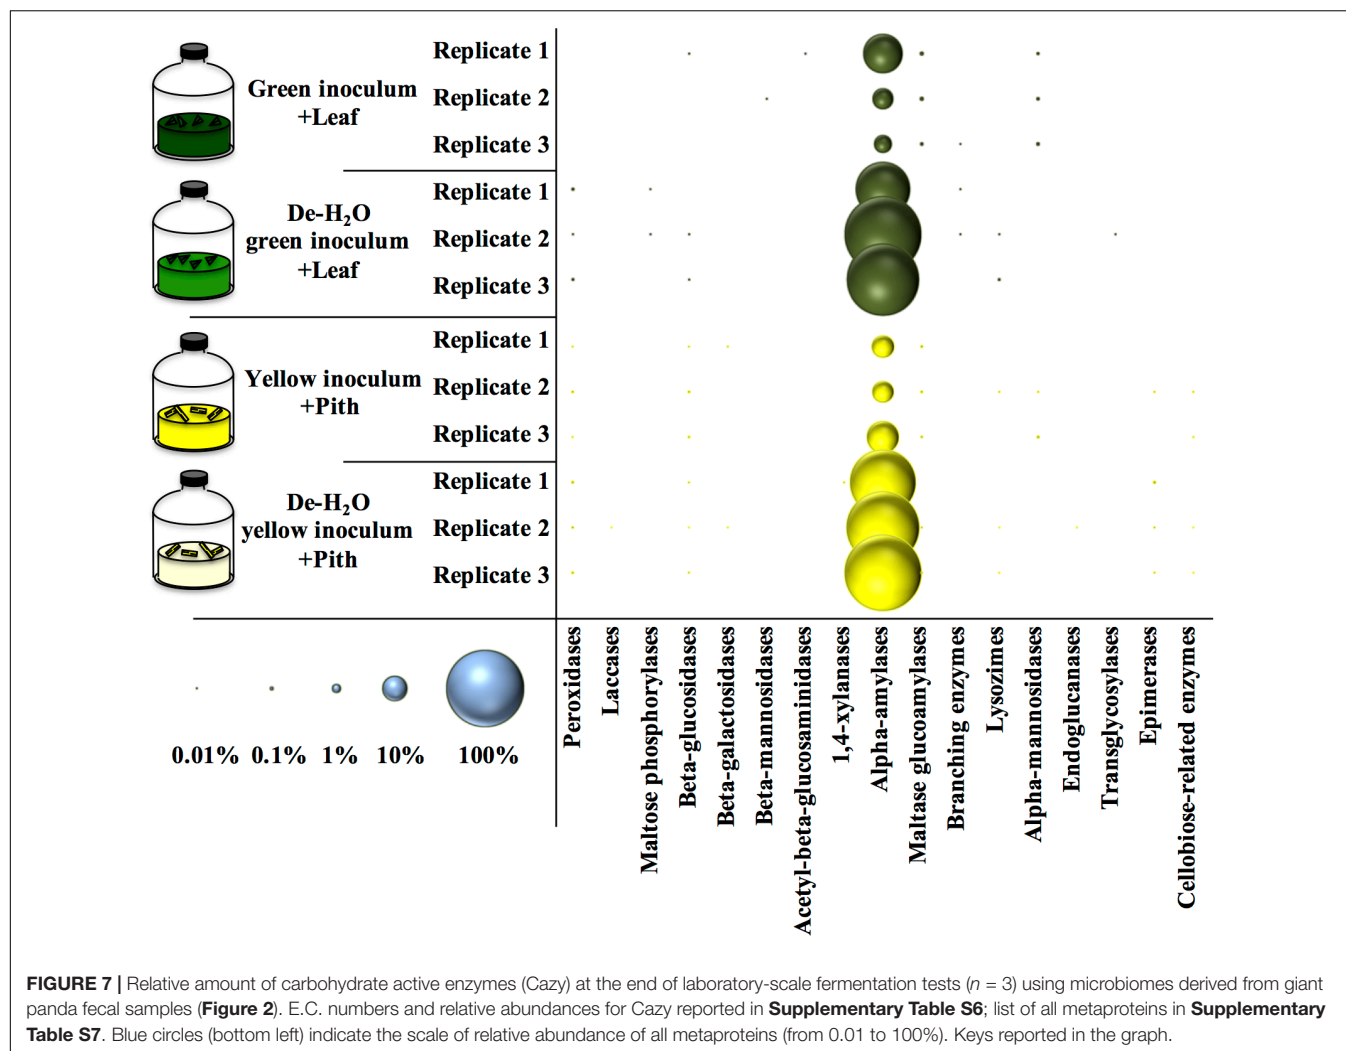 Green inoculum
+Leaf
Replicate 1
Replicate 2
Replicate 3
De-H2O
green inoculum
+Leaf
Replicate 1
Replicate 2
Replicate 3
Yellow inoculum
+Pith
Replicate 1
Replicate 2
Replicate 3
De-H2O
yellow inoculum
+Pith
Replicate 1
Replicate 2
Replicate 3
0.01% 0.1% 1% 10% 100%
Peroxidases
Laccases
Maltose phosphorylases
Beta-glucosidases
Beta-galactosidases
Beta-mannosidases
Acetyl-beta-glucosaminidases
1,4-xylanases
Alpha-amylases
Maltase glucoamylases
Branching enzymes
Lysozimes
Alpha-mannosidases
Endoglucanases
Transglycosylases
Epimerases
Cellobiose-related enzymes
FIGURE 7 | Relative amount of carbohydrate active enzymes (Cazy) at the end of laboratory-scale fermentation tests (n = 3) using microbiomes derived from giant
panda fecal samples (Figure 2). E.C. numbers and relative abundances for Cazy reported in Supplementary Table S6; list of all metaproteins in Supplementary
Table S7. Blue circles (bottom left) indicate the scale of relative abundance of all metaproteins (from 0.01 to 100%). Keys reported in the graph.